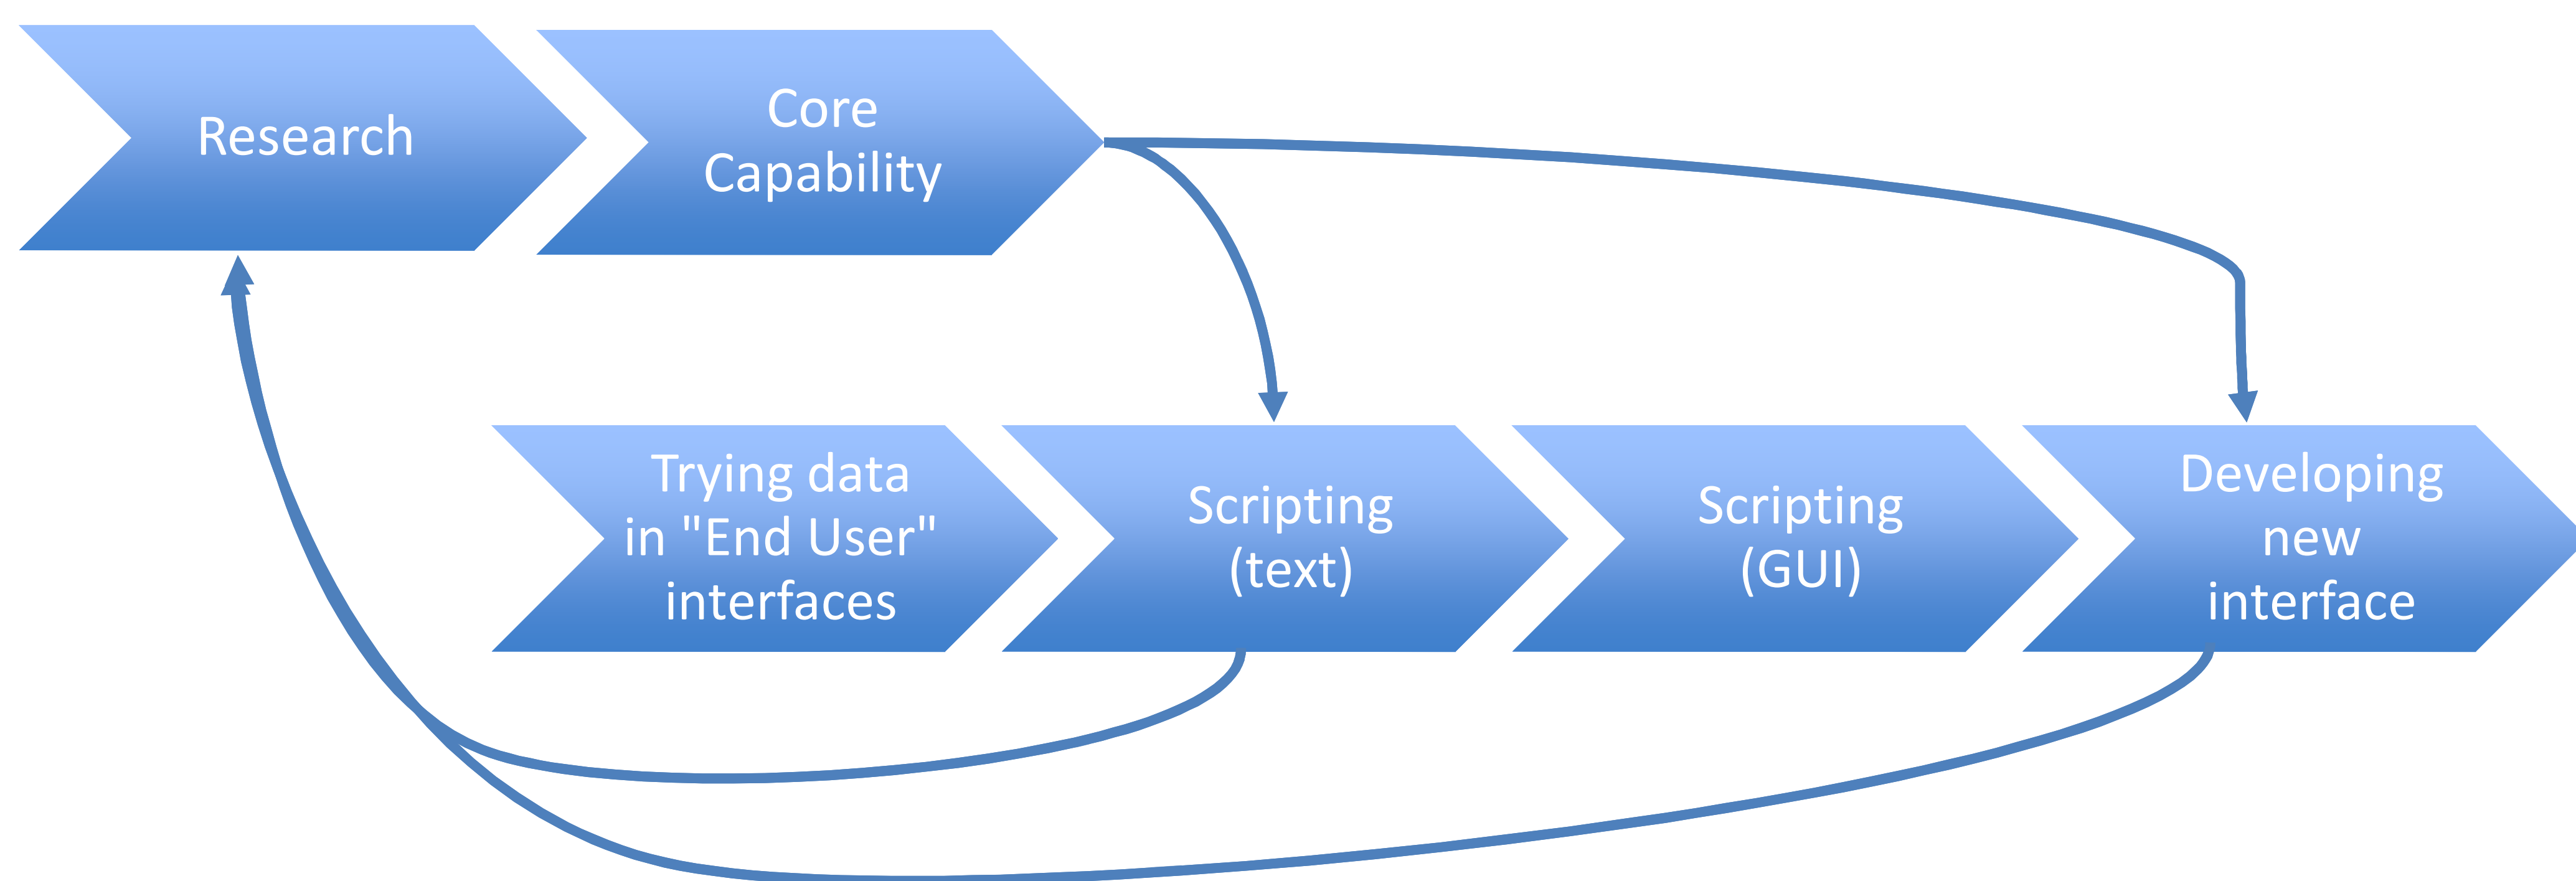 Research
Core
Capability
Trying data
in "End User"
interfaces
Scripting
(text)
Scripting
(GUI)
Developing
new
interface